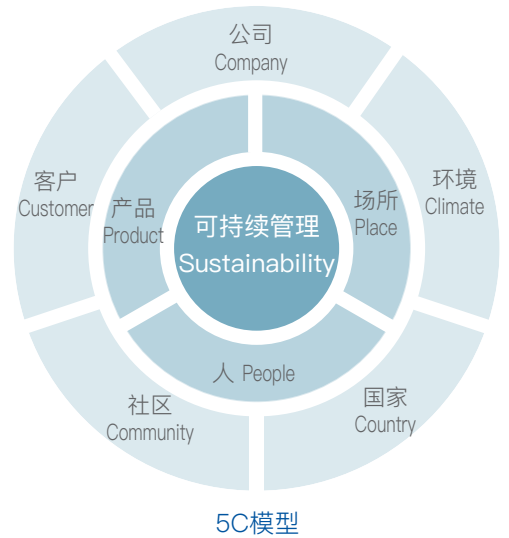 公司
Company
客户
Customer
环境
Climate
产品
Product
场所
Place
可持续管理
Sustainability
人 People
社区
Community
国家
Country
5C模型